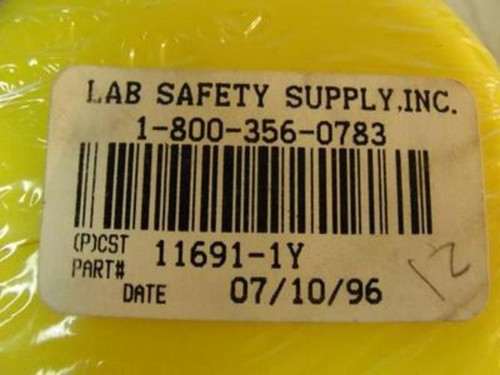 LAB SAFETY SUPPLY, INC.
1-800-356-0783
(P)CST 11691-1Y
PART#
DATE 07/10/96
12